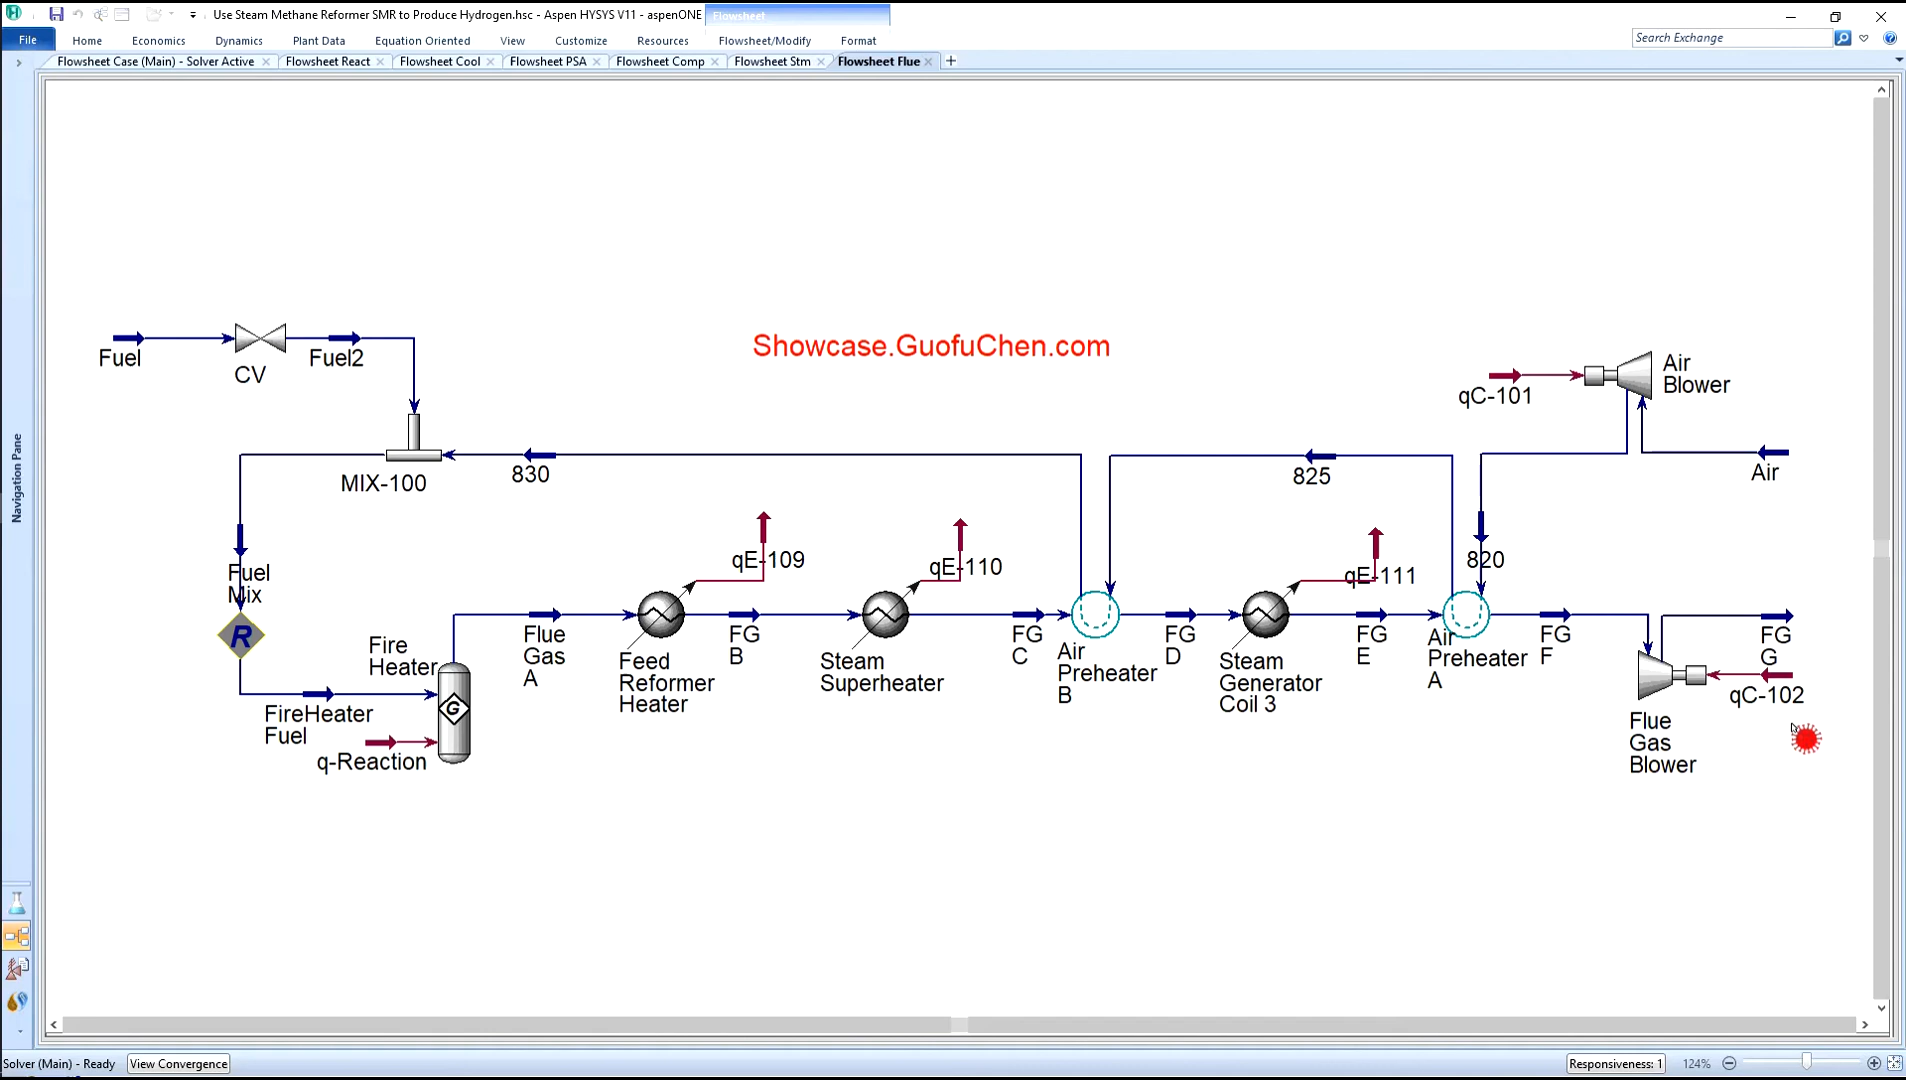 Use Steam Methane Reformer SMR to Produce Hydrogen.hsc - Aspen HYSYS V11 - aspenONE
Flowsheet
File
Home
Economics
Dynamics
Plant Data
Equation Oriented
View
Customize
Resources
Flowsheet/Modify
Format
Search Exchange
Flowsheet Case (Main) - Solver Active
Flowsheet React
Flowsheet Cool
Flowsheet PSA
Flowsheet Comp
Flowsheet Stm
Flowsheet Flue
Navigation Pane
Showcase.GuofuChen.com
Fuel
CV
Fuel2
MIX-100
830
825
820
qC-101
Air
Blower
Air
Fuel
Mix
R
FireHeater
Fuel
q-Reaction
Fire
Heater
G
Flue
Gas
A
Feed
Reformer
Heater
qE-109
FG
B
Steam
Superheater
qE-110
FG
C
Air
Preheater
B
FG
D
Steam
Generator
Coil 3
qE-111
FG
E
Air
Preheater
A
FG
F
Flue
Gas
Blower
FG
G
qC-102
Solver (Main) - Ready
View Convergence
Responsiveness: 1
124%